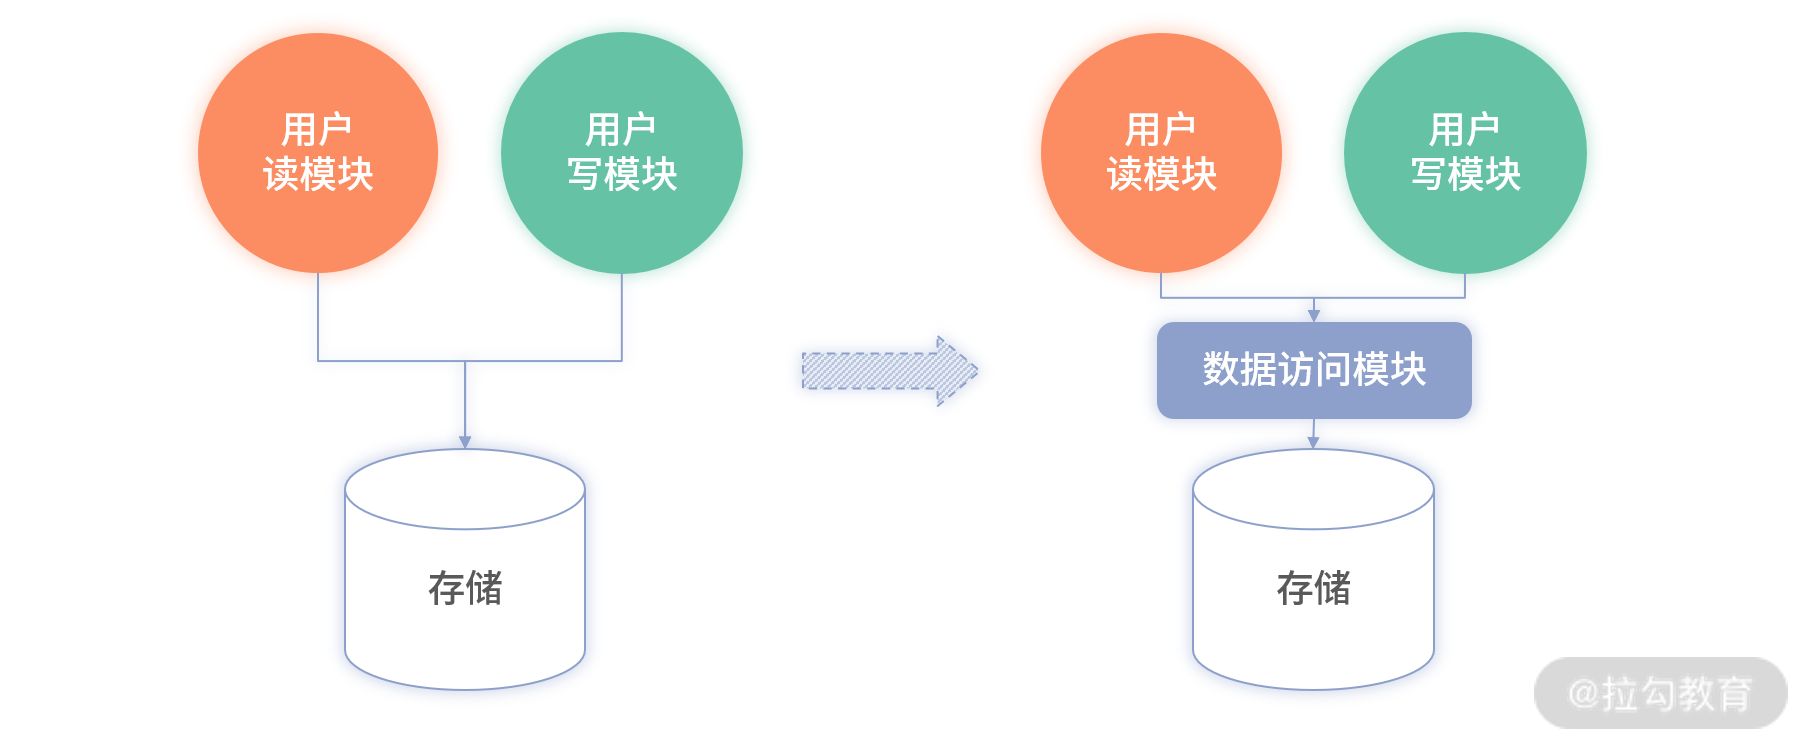 用户
读模块
用户
写模块
存储
用户
读模块
用户
写模块
数据访问模块
存储
@拉勾教育